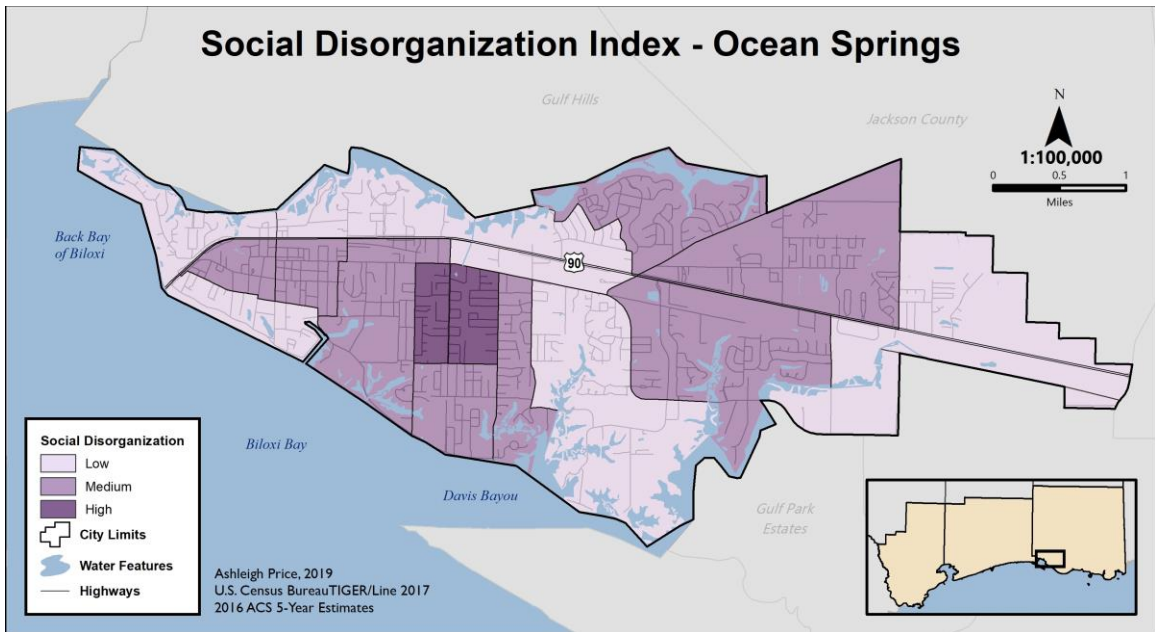 Social Disorganization Index - Ocean Springs
Gulf Hills
Jackson County
N
1:100,000
0 0.5 1
Miles
Back Bay
of Biloxi
90
Biloxi Bay
Davis Bayou
Gulf Park
Estates
Social Disorganization
Low
Medium
High
City Limits
Water Features
Highways
Ashleigh Price, 2019
U.S. Census BureauTIGER/Line 2017
2016 ACS 5-Year Estimates